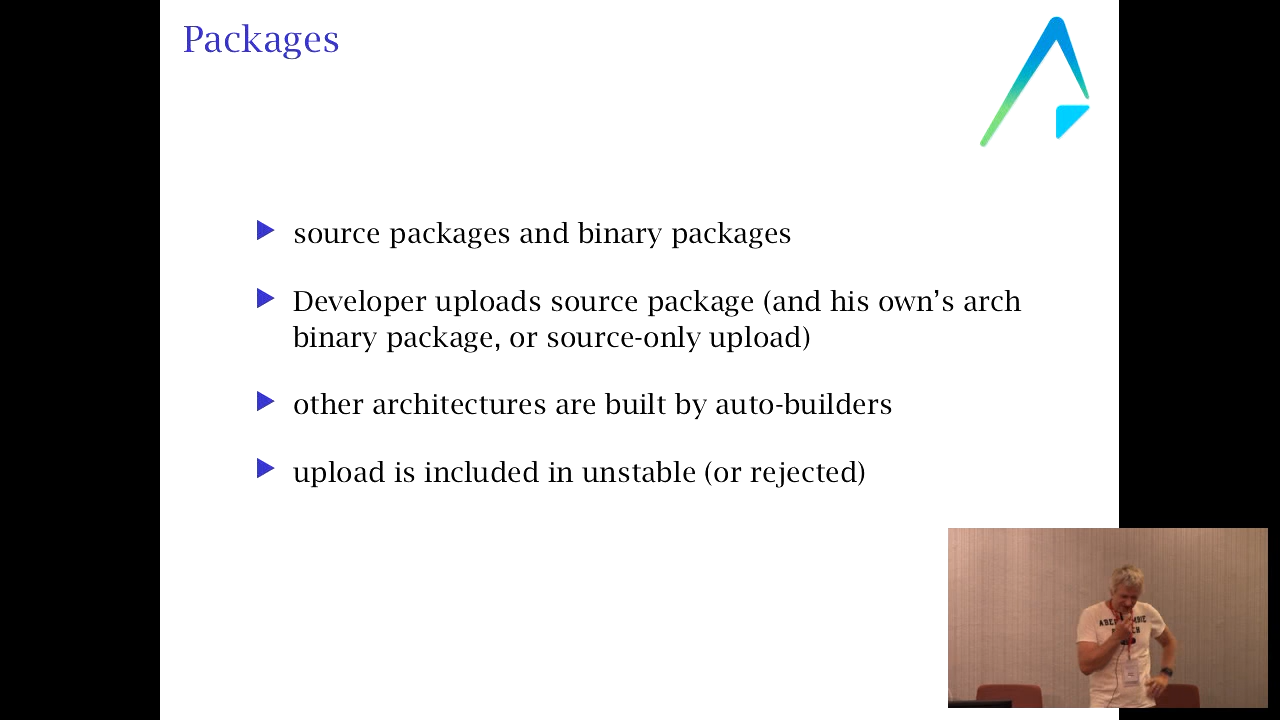 Packages
source packages and binary packages
Developer uploads source package (and his own’s arch
binary package, or source-only upload)
other architectures are built by auto-builders
upload is included in unstable (or rejected)